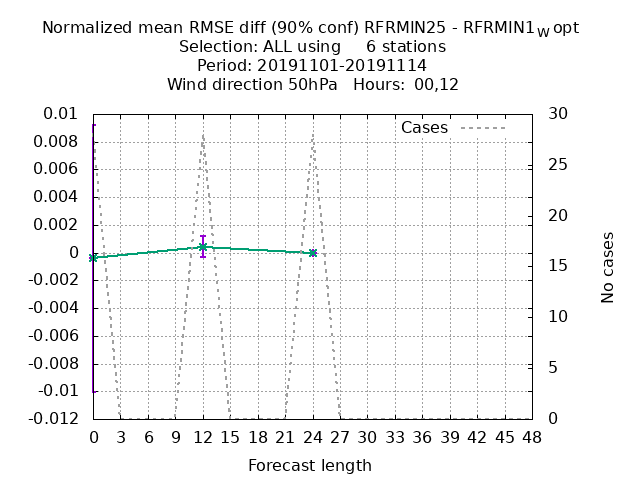 Normalized mean RMSE diff (90% conf) RFRMIN25 - RFRMIN1w opt
Selection: ALL using     6 stations
Period: 20191101-20191114
Wind direction 50hPa   Hours:  00,12
Cases
0.01
0.008
0.006
0.004
0.002
0
-0.002
-0.004
-0.006
-0.008
-0.01
-0.012
30
25
20
15
10
5
0
No cases
0 3 6 9 12 15 18 21 24 27 30 33 36 39 42 45 48
Forecast length